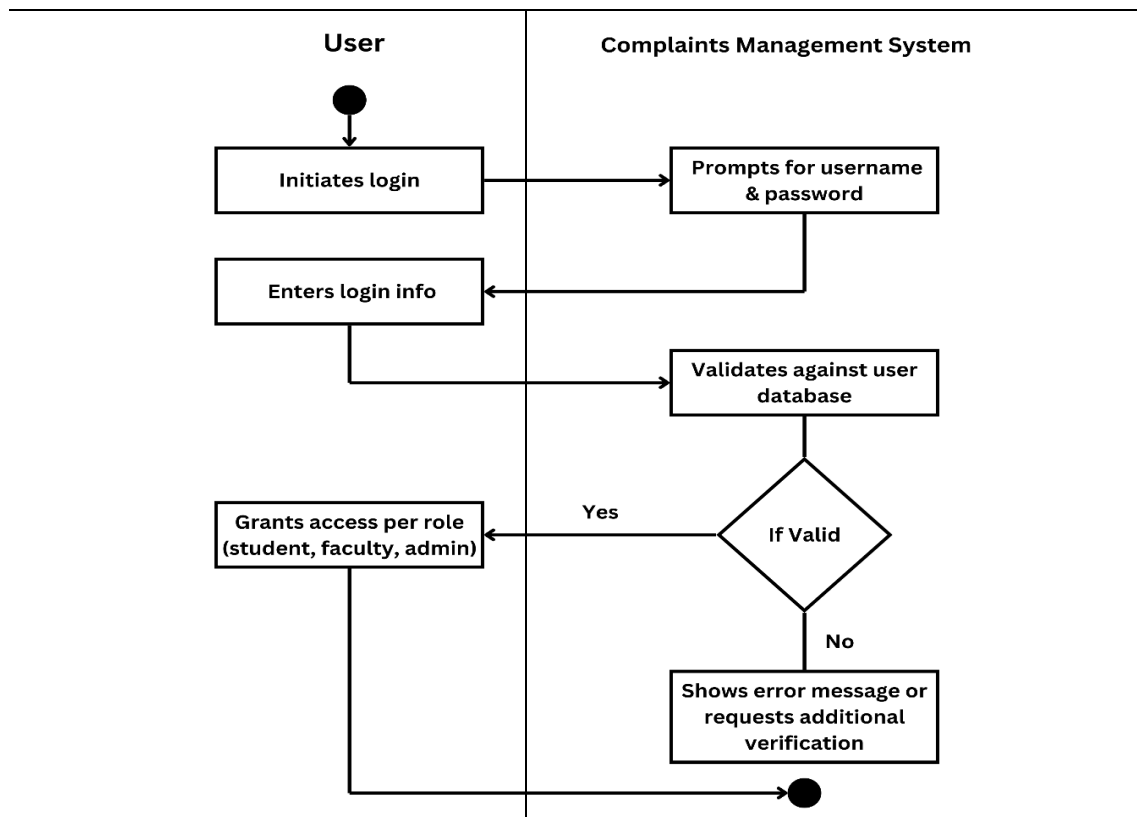 User
Complaints Management System
Initiates login
Prompts for username
& password
Enters login info
Validates against user
database
Grants access per role
(student, faculty, admin)
Yes
If Valid
No
Shows error message or
requests additional
verification